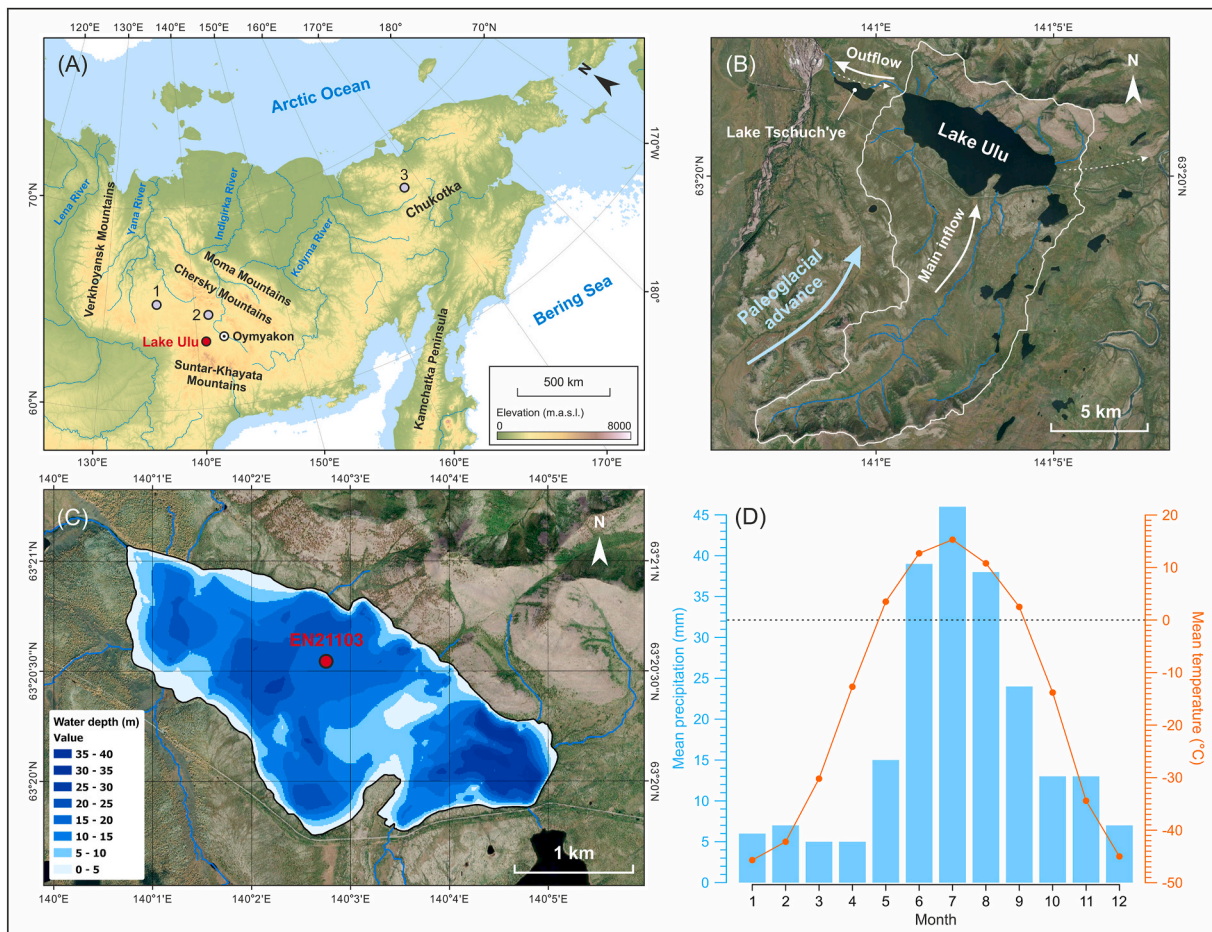 120°E 130°E 140°E 150°E 160°E 170°E 180° 70°N
(A)
N
Arctic Ocean
170°W
70°N
Lena River
Verkhoyansk Mountains
Yana River
Indigirka River
Kolyma River
3
Chukotka
Moma Mountains
Chersky Mountains
1
2
Oymyakon
Lake Ulu
Suntar-Khayata
Mountains
Kamchatka Peninsula
Bering Sea
180°
60°N
500 km
Elevation (m.a.s.l.)
0 8000
130°E 140°E 150°E 160°E 170°E
141°E 141°5'E
(B)
Outflow
N
Lake Tschuch'ye
Lake Ulu
63°20'N
63°20'N
Main inflow
Paleoglacial
advance
5 km
141°E 141°5'E
140°E 140°1'E 140°2'E 140°3'E 140°4'E 140°5'E
(C)
N
63°21'N
63°21'N
EN21103
63°20'30"N
63°20'30"N
63°20'N
63°20'N
Water depth (m)
Value
35 - 40
30 - 35
25 - 30
20 - 25
15 - 20
10 - 15
5 - 10
0 - 5
1 km
140°E 140°1'E 140°2'E 140°3'E 140°4'E 140°5'E
(D)
Mean precipitation (mm)
45
40
35
30
25
20
15
10
5
0
Mean temperature (°C)
20
10
0
-10
-20
-30
-40
-50
1 2 3 4 5 6 7 8 9 10 11 12
Month